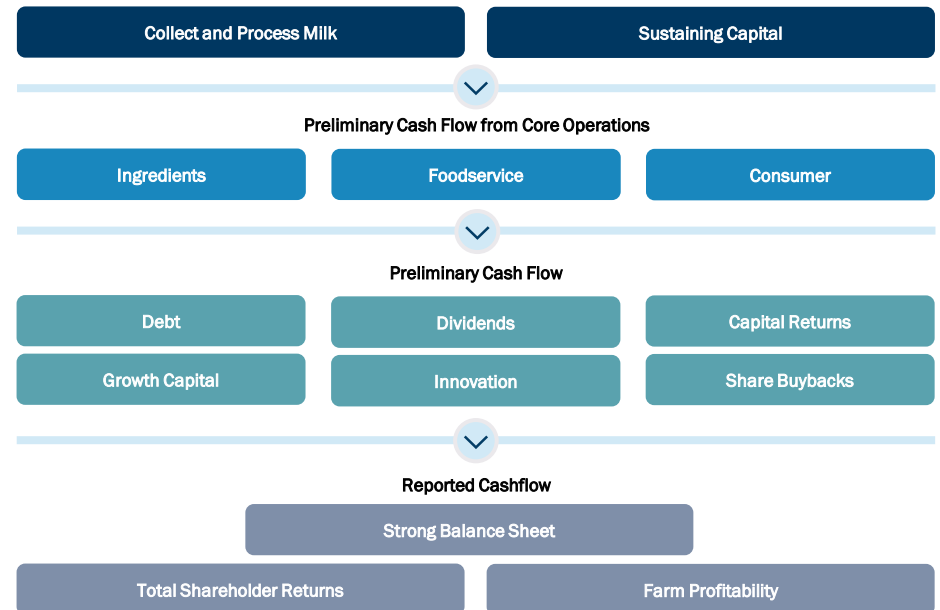 Collect and Process Milk
Sustaining Capital
Preliminary Cash Flow from Core Operations
Ingredients
Foodservice
Consumer
Preliminary Cash Flow
Debt
Dividends
Capital Returns
Growth Capital
Innovation
Share Buybacks
Reported Cashflow
Strong Balance Sheet
Total Shareholder Returns
Farm Profitability